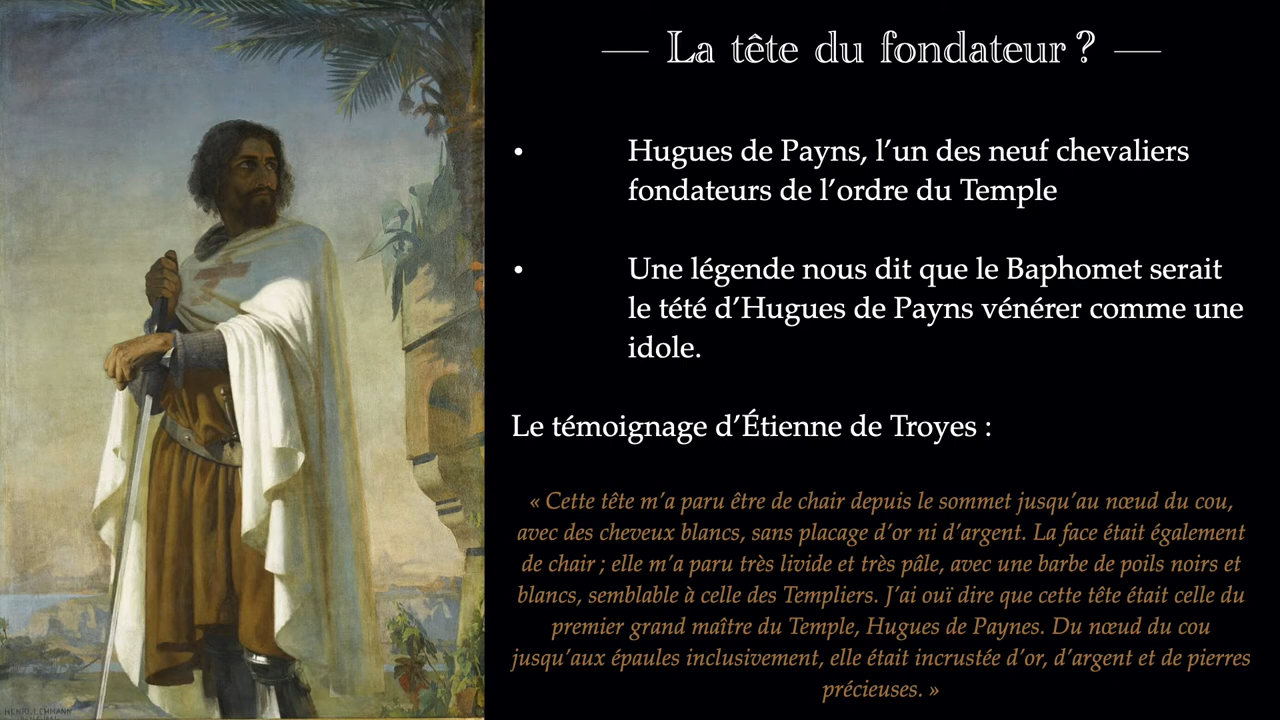 — La tête du fondateur ? —
• Hugues de Payns, l’un des neuf chevaliers
fondateurs de l’ordre du Temple
• Une légende nous dit que le Baphomet serait
le tété d’Hugues de Payns vénérer comme une
idole.
Le témoignage d’Étienne de Troyes :
« Cette tête m’a paru être de chair depuis le sommet jusqu’au nœud du cou,
avec des cheveux blancs, sans placage d’or ni d’argent. La face était également
de chair ; elle m’a paru très livide et très pâle, avec une barbe de poils noirs et
blancs, semblable à celle des Templiers. J’ai ouï dire que cette tête était celle du
premier grand maître du Temple, Hugues de Paynes. Du nœud du cou
jusqu’aux épaules inclusivement, elle était incrustée d’or, d’argent et de pierres
précieuses. »
HENRI LEHMANN